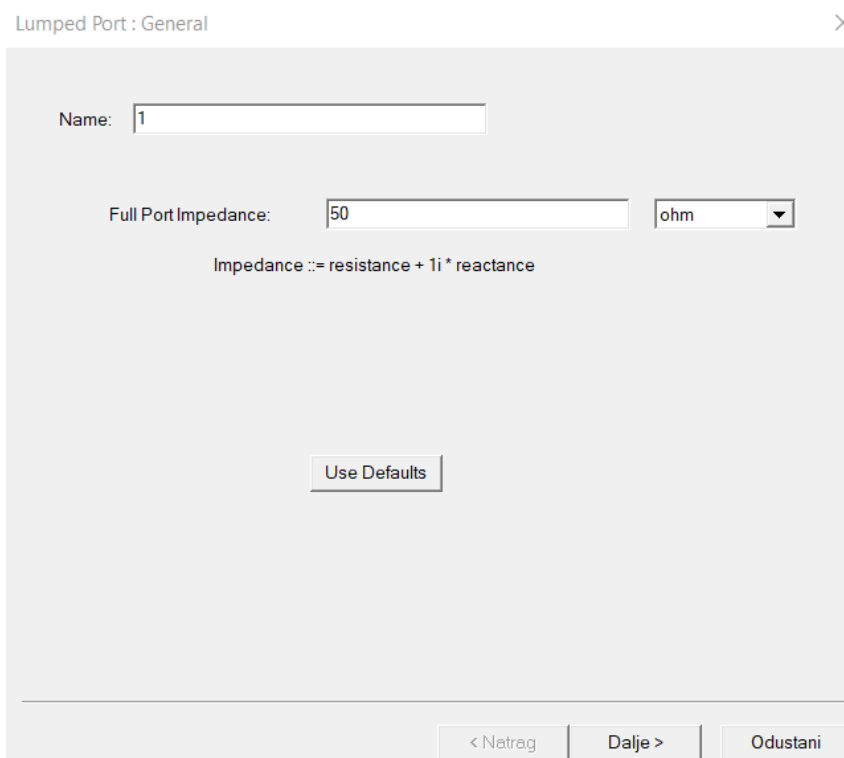 Lumped Port : General
Name: 1
Full Port Impedance: 50 ohm
Impedance ::= resistance + 1i * reactance
Use Defaults
< Natrag Dalje > Odustani